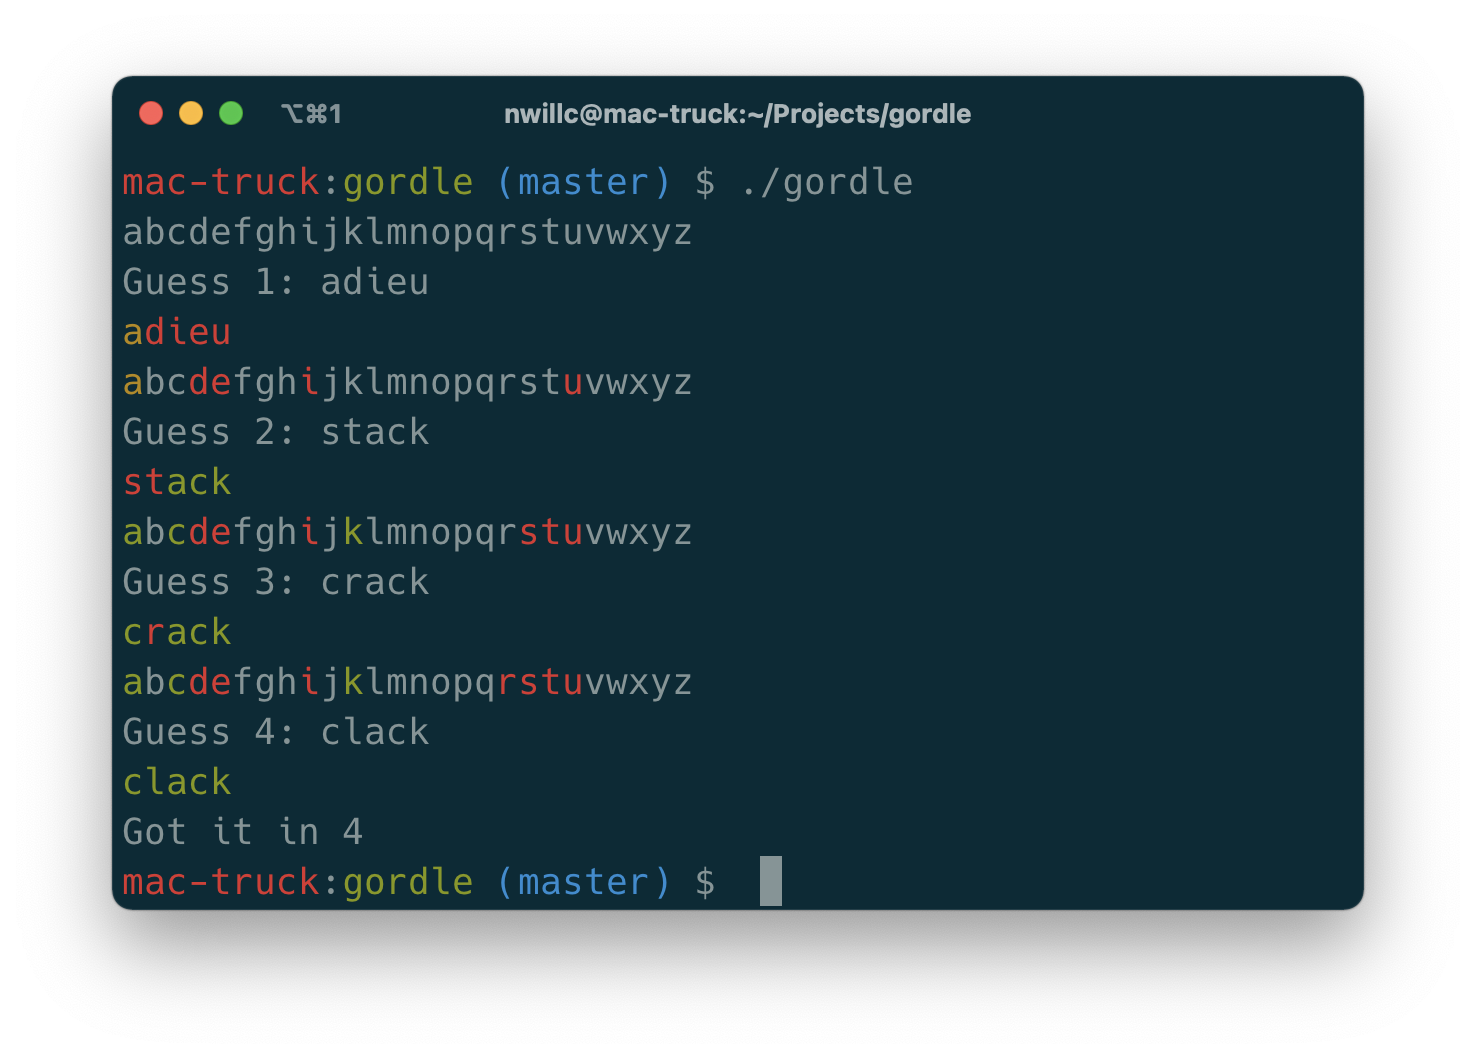 ⌥⌘1 nwillc@mac-truck:~/Projects/gordle
mac-truck:gordle (master) $ ./gordle
abcdefghijklmnopqrstuvwxyz
Guess 1: adieu
adieu
abcdefghijklmnopqrstuvwxyz
Guess 2: stack
stack
abcdefghijklmnopqrstuvwxyz
Guess 3: crack
crack
abcdefghijklmnopqrstuvwxyz
Guess 4: clack
clack
Got it in 4
mac-truck:gordle (master) $